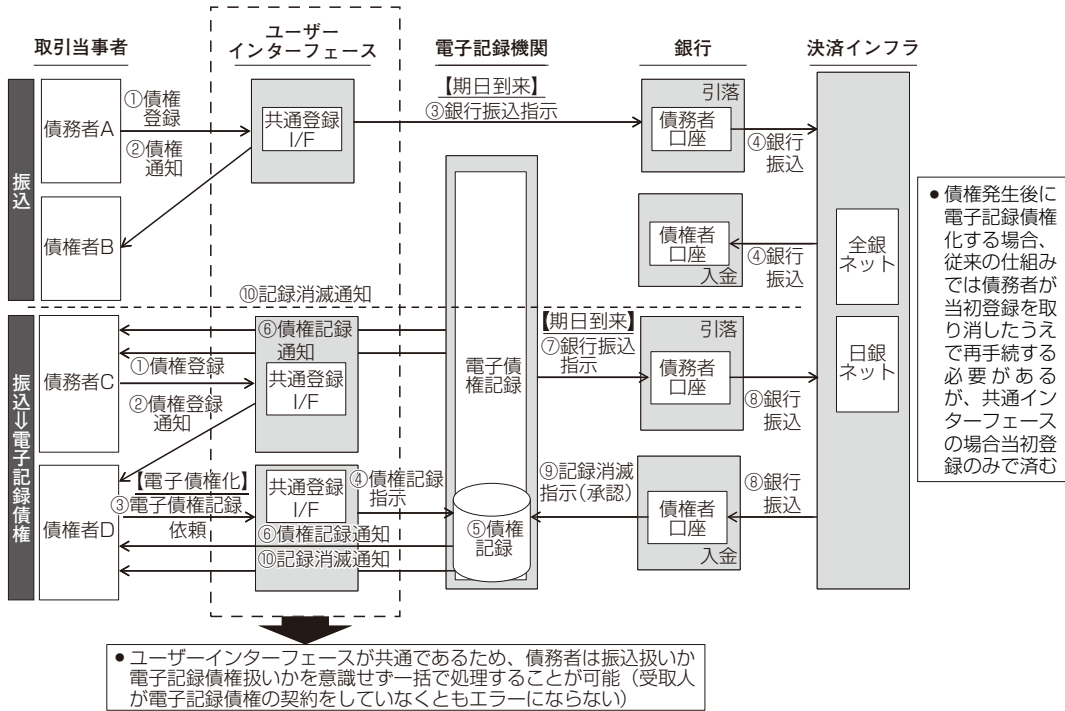 取引当事者
ユーザー
インターフェース
電子記録機関
銀行
決済インフラ
振込
債務者A
①債権
登録
②債権
通知
共通登録
I/F
【期日到来】
③銀行振込指示
引落
債務者
口座
④銀行
振込
債権者B
債権者
口座
入金
④銀行
振込
全銀
ネット
日銀
ネット
⑩記録消滅通知
振込⇒電子記録債権
債務者C
⑥債権記録
通知
①債権登録
②債権登録
通知
共通登録
I/F
電子債
権記録
【期日到来】
⑦銀行振込
指示
引落
債務者
口座
⑧銀行
振込
債権者D
【電子債権化】
③電子債権記録
依頼
共通登録
I/F
④債権記録
指示
⑤債権
記録
⑥債権記録通知
⑩記録消滅通知
⑨記録消滅
指示(承認)
債権者
口座
入金
⑧銀行
振込
● 債権発生後に
電子記録債権
化する場合、
従来の仕組み
では債務者が
当初登録を取
り消したうえ
で再手続する
必要がある
が、共通イン
ターフェース
の場合当初登
録のみで済む
● ユーザーインターフェースが共通であるため、債務者は振込扱いか
電子記録債権扱いかを意識せず一括で処理することが可能（受取人
が電子記録債権の契約をしていなくともエラーにならない）